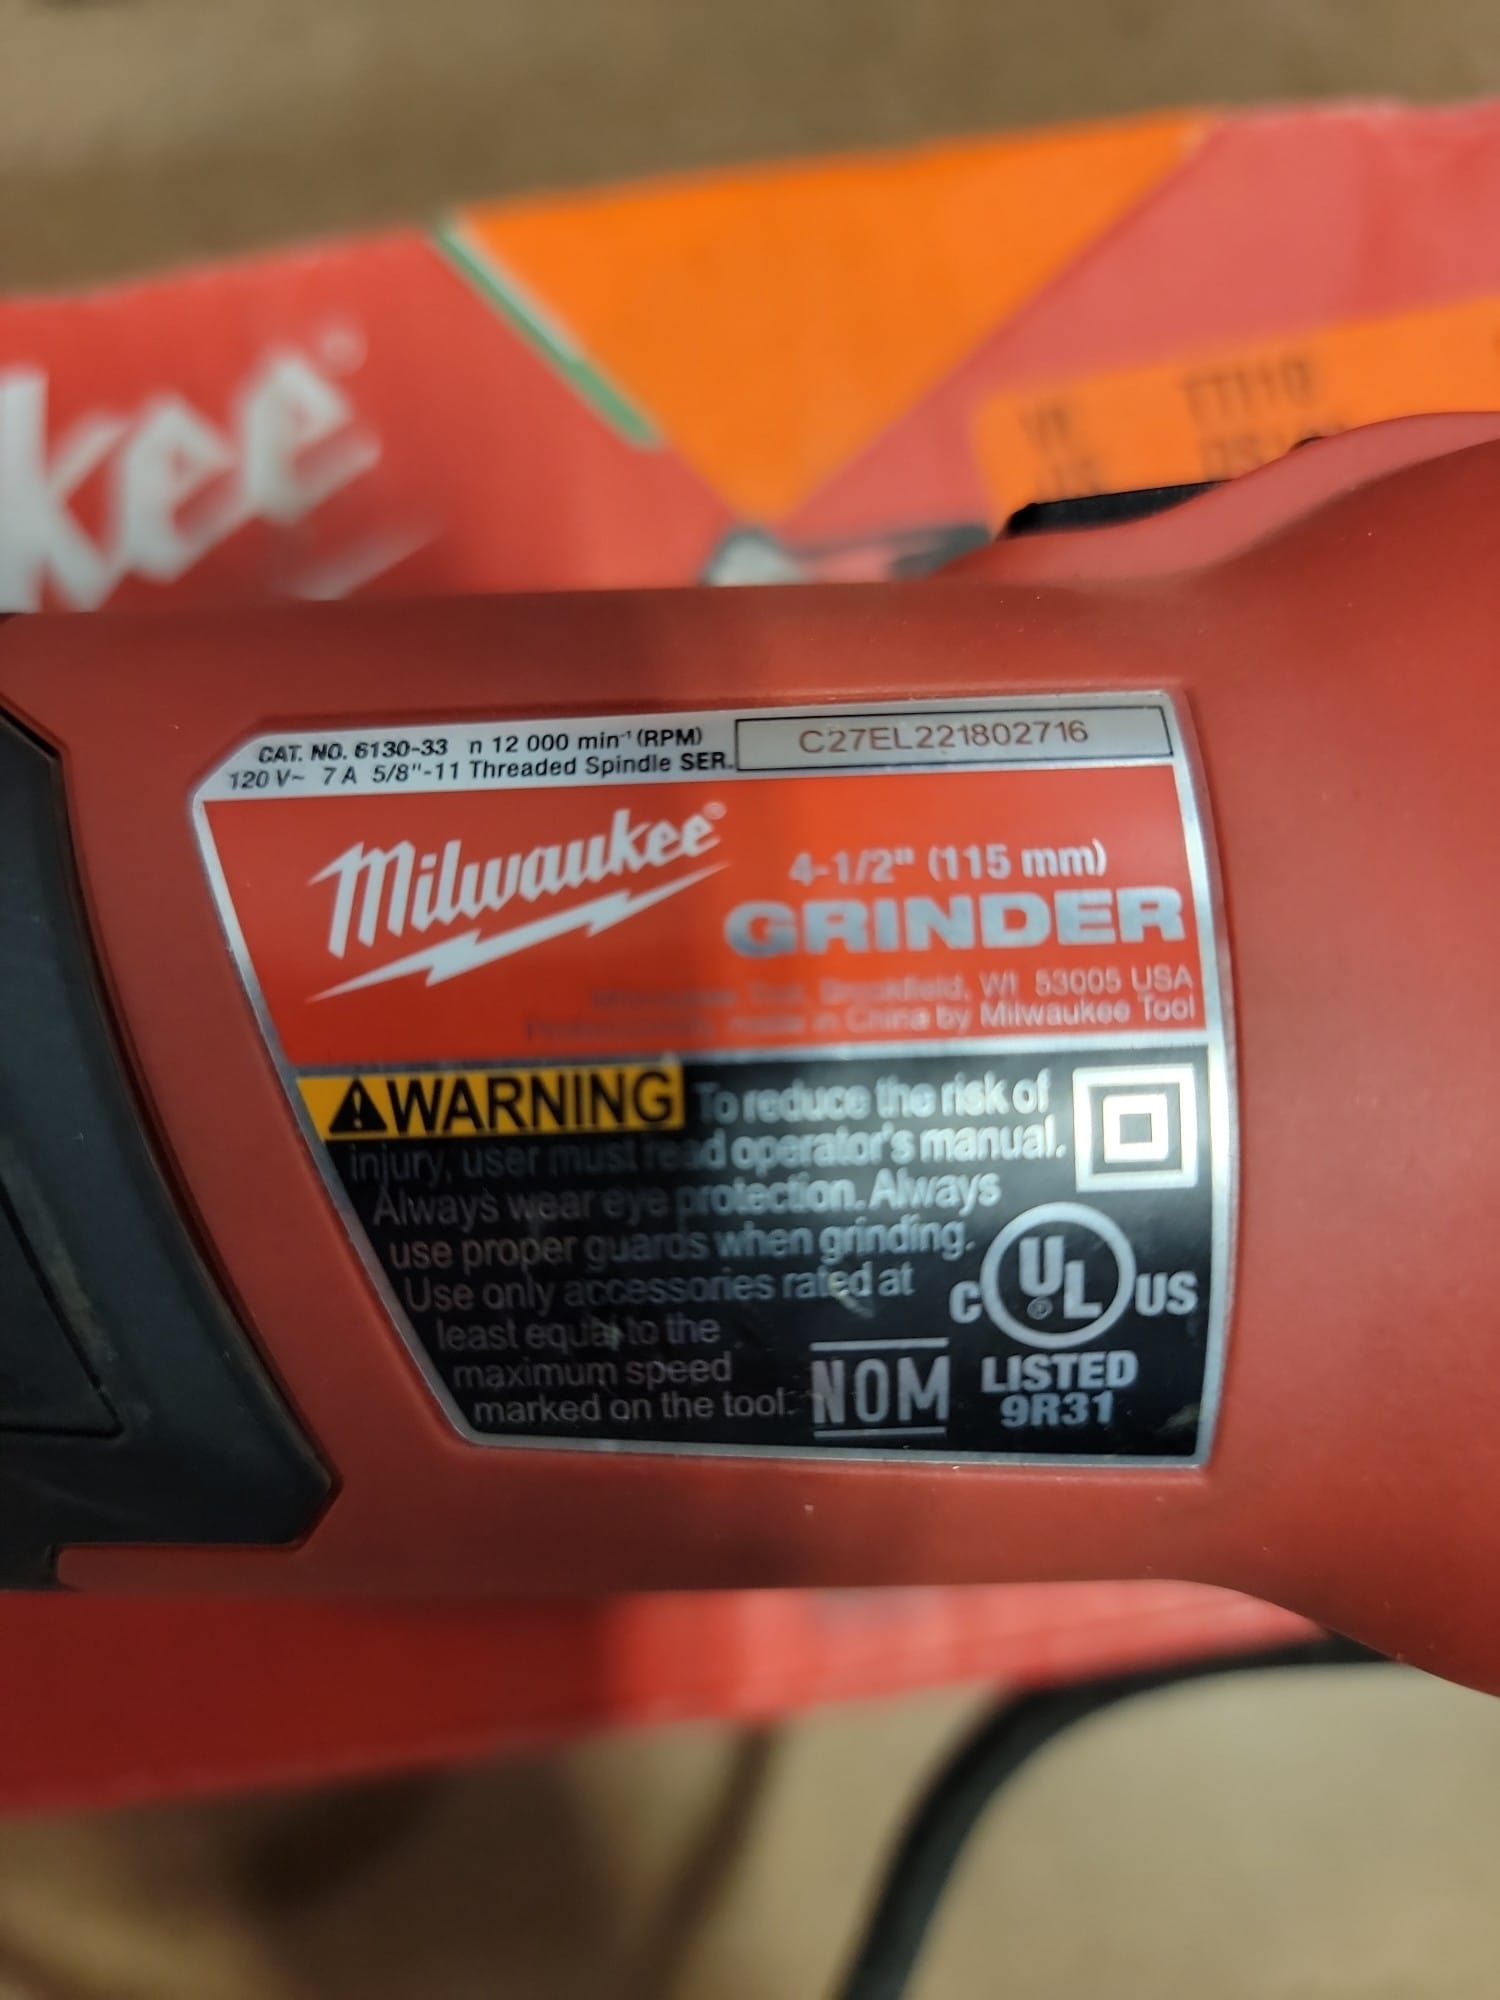 kee
TTI10
CAT. NO. 6130-33 n 12 000 min⁻¹ (RPM)
120 V~ 7 A 5/8"-11 Threaded Spindle SER. C27EL221802716
Milwaukee
4-1/2" (115 mm)
GRINDER
Milwaukee Tool, Brookfield, WI 53005 USA
made in China by Milwaukee Tool
WARNING To reduce the risk of
injury, user must read operator's manual.
Always wear eye protection. Always
use proper guards when grinding.
Use only accessories rated at
least equal to the
maximum speed
marked on the tool.
NOM
C UL ® US
LISTED
9R31